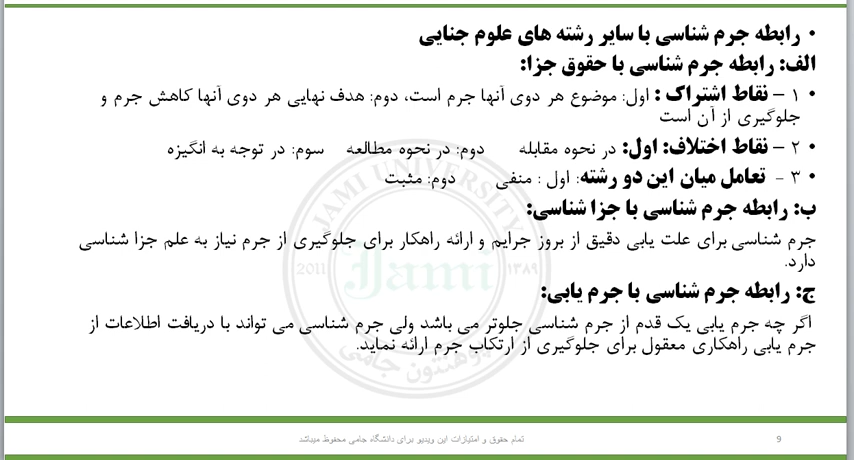 • رابطه جرم شناسی با سایر رشته های علوم جنایی
الف: رابطه جرم شناسی با حقوق جزا:
• ۱ – نقاط اشتراک : اول: موضوع هر دوی آنها جرم است، دوم: هدف نهایی هر دوی آنها کاهش جرم و
جلوگیری از آن است
• ۲ – نقاط اختلاف: اول: در نحوه مقابله دوم: در نحوه مطالعه سوم: در توجه به انگیزه
• ۳ - تعامل میان این دو رشته: اول : منفی دوم: مثبت
ب: رابطه جرم شناسی با جزا شناسی:
جرم شناسی برای علت یابی دقیق از بروز جرایم و ارائه راهکار برای جلوگیری از جرم نیاز به علم جزا شناسی
دارد.
ج: رابطه جرم شناسی با جرم یابی:
اگر چه جرم یابی یک قدم از جرم شناسی جلوتر می باشد ولی جرم شناسی می تواند با دریافت اطلاعات از
جرم یابی راهکاری معقول برای جلوگیری از ارتکاب جرم ارائه نماید.
JAMI UNIVERSITY
2011 Jami ۱۳۸۹
پوهنتون جامی
تمام حقوق و امتیازات این ویدیو برای دانشگاه جامی محفوظ میباشد
9